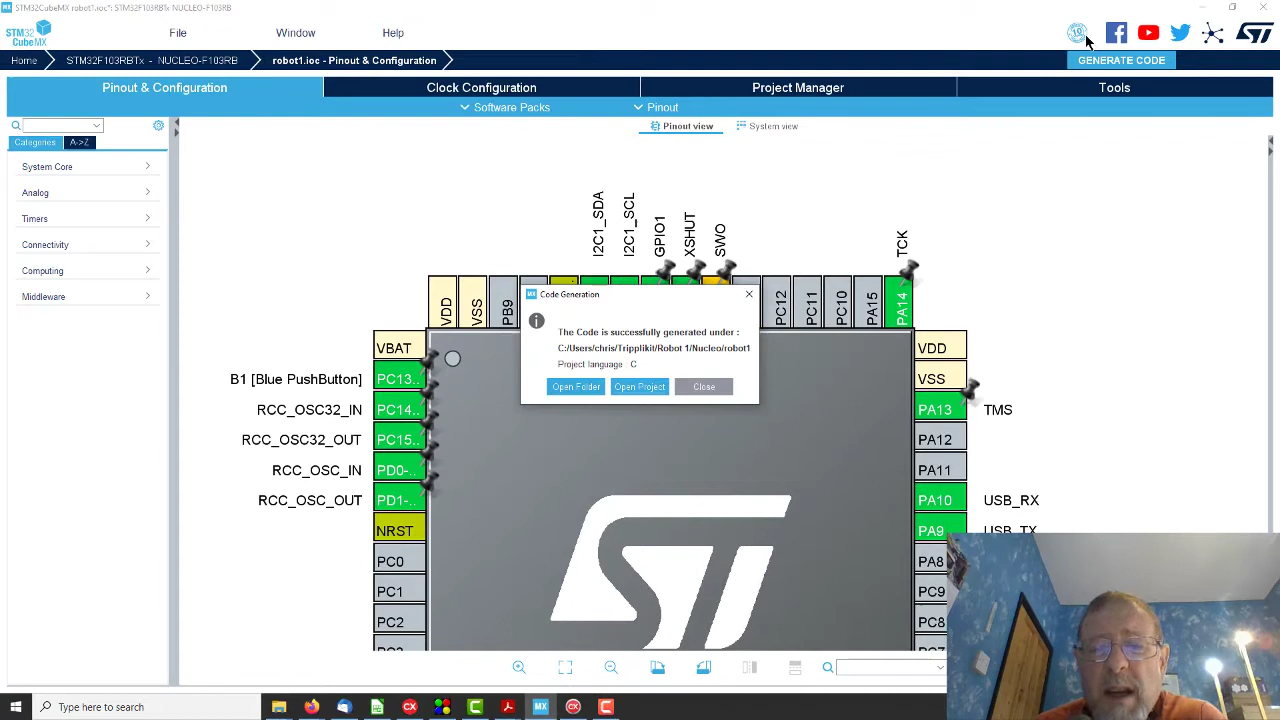 STM32CubeMX robot1.ioc*: STM32F103RBTx NUCLEO-F103RB
STM32
CubeMX
File
Window
Help
10
Home
STM32F103RBTx - NUCLEO-F103RB
robot1.ioc - Pinout & Configuration
GENERATE CODE
Pinout & Configuration
Clock Configuration
Project Manager
Tools
Software Packs
Pinout
Pinout view
System view
Categories
A->Z
System Core
Analog
Timers
Connectivity
Computing
Middleware
I2C1_SDA
I2C1_SCL
GPIO1
XSHUT
SWO
TCK
VDD
VSS
PB9
PC12
PC11
PC10
PA15
PA14
MX Code Generation
The Code is successfully generated under :
C:/Users/chris/Tripplikit/Robot 1/Nucleo/robot1
Project language : C
Open Folder
Open Project
Close
VBAT
B1 [Blue PushButton] PC13..
RCC_OSC32_IN PC14..
RCC_OSC32_OUT PC15..
RCC_OSC_IN PD0-..
RCC_OSC_OUT PD1-..
NRST
PC0
PC1
PC2
VDD
VSS
PA13 TMS
PA12
PA11
PA10 USB_RX
PA9 USB_TX
PA8
PC9
PC8
ST
Type here to search
MX